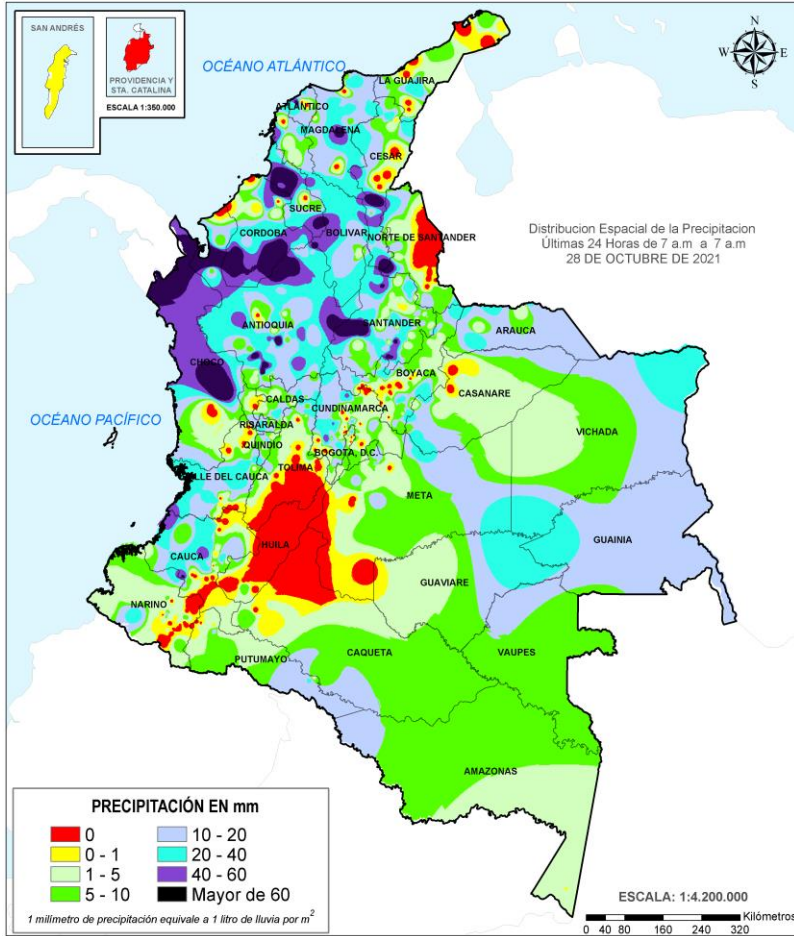 SAN ANDRÉS
PROVIDENCIA Y
STA. CATALINA
ESCALA 1:350.000
OCÉANO ATLÁNTICO
N
W
E
S
LA GUAJIRA
ATLANTICO
MAGDALENA
CESAR
SUCRE
CORDOBA
BOLIVAR
NORTE DE SANTANDER
Distribucion Espacial de la Precipitacion
Últimas 24 Horas de 7 a.m a 7 a.m
28 DE OCTUBRE DE 2021
ANTIOQUIA
SANTANDER
ARAUCA
CHOCO
BOYACA
CASANARE
CALDAS
CUNDINAMARCA
OCÉANO PACÍFICO
RISARALDA
VICHADA
QUINDIO
BOGOTA, D.C.
TOLIMA
VALLE DEL CAUCA
META
GUAINIA
HUILA
CAUCA
GUAVIARE
NARIÑO
CAQUETA
VAUPES
PUTUMAYO
AMAZONAS
PRECIPITACIÓN EN mm
0
10 - 20
0 - 1
20 - 40
1 - 5
40 - 60
5 - 10
Mayor de 60
1 milímetro de precipitación equivale a 1 litro de lluvia por m²
ESCALA: 1:4.200.000
Kilómetros
0 40 80 160 240 320